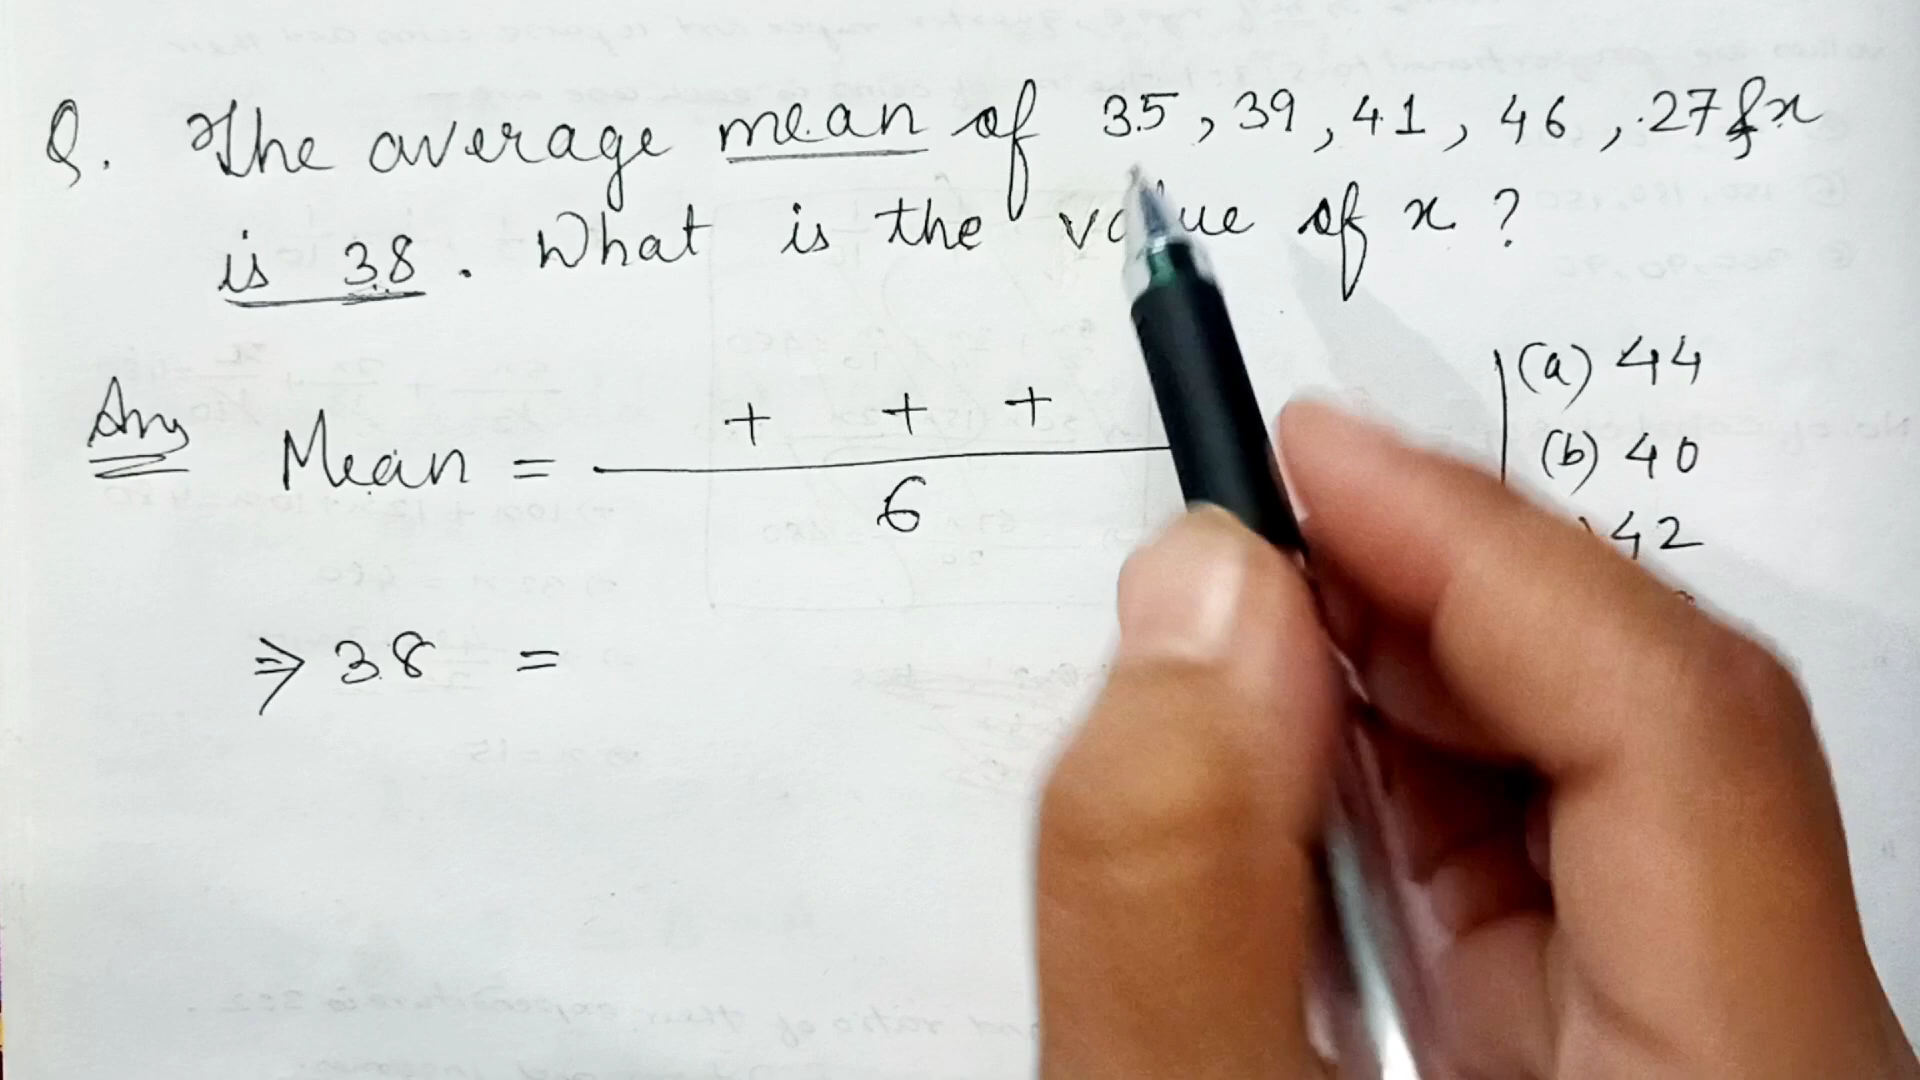 Q. The average mean of 35, 39, 41, 46, 27 & x
is 38. What is the value of x ?
Ans Mean = + + +
6
⇒ 38 =
(a) 44
(b) 40
42